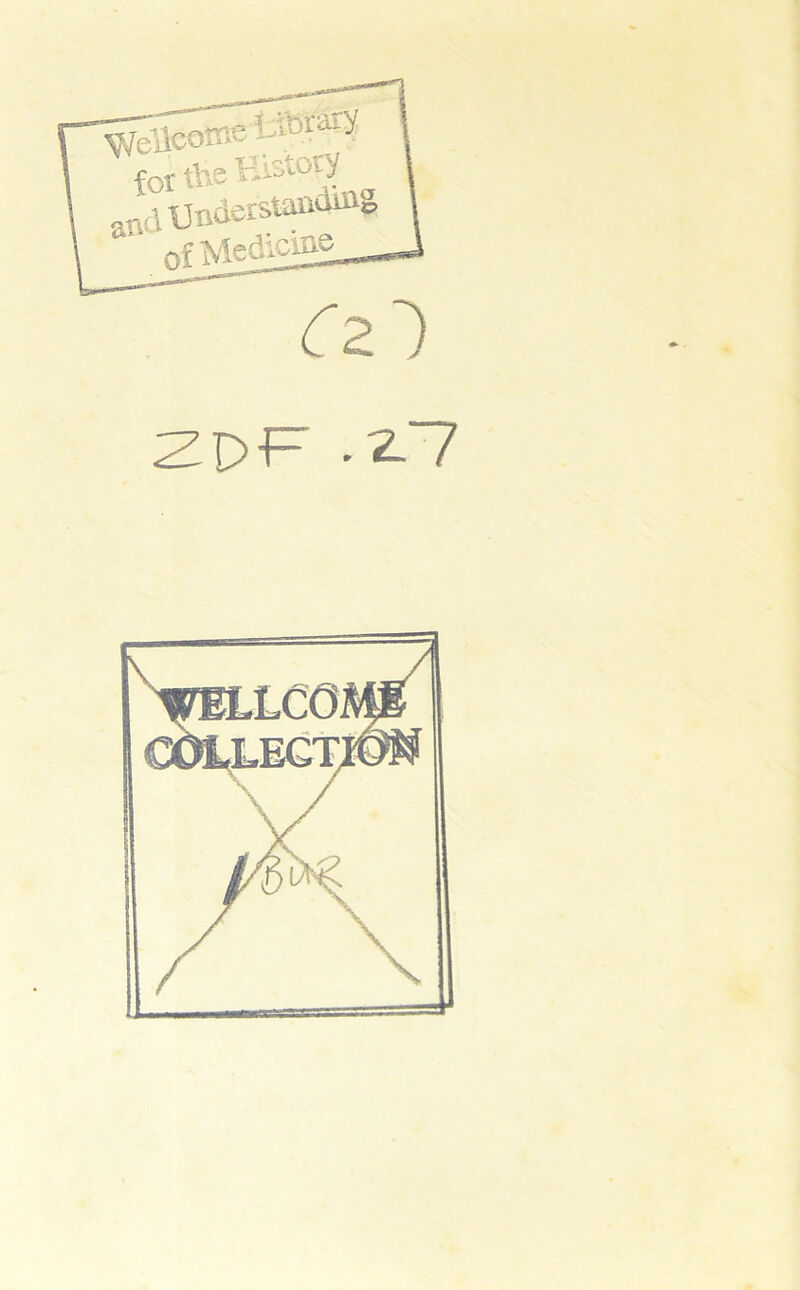 Wellcome Library
for the History
and Understanding
of Medicine
(2)
ZDF .27
WELLCOME
COLLECTION